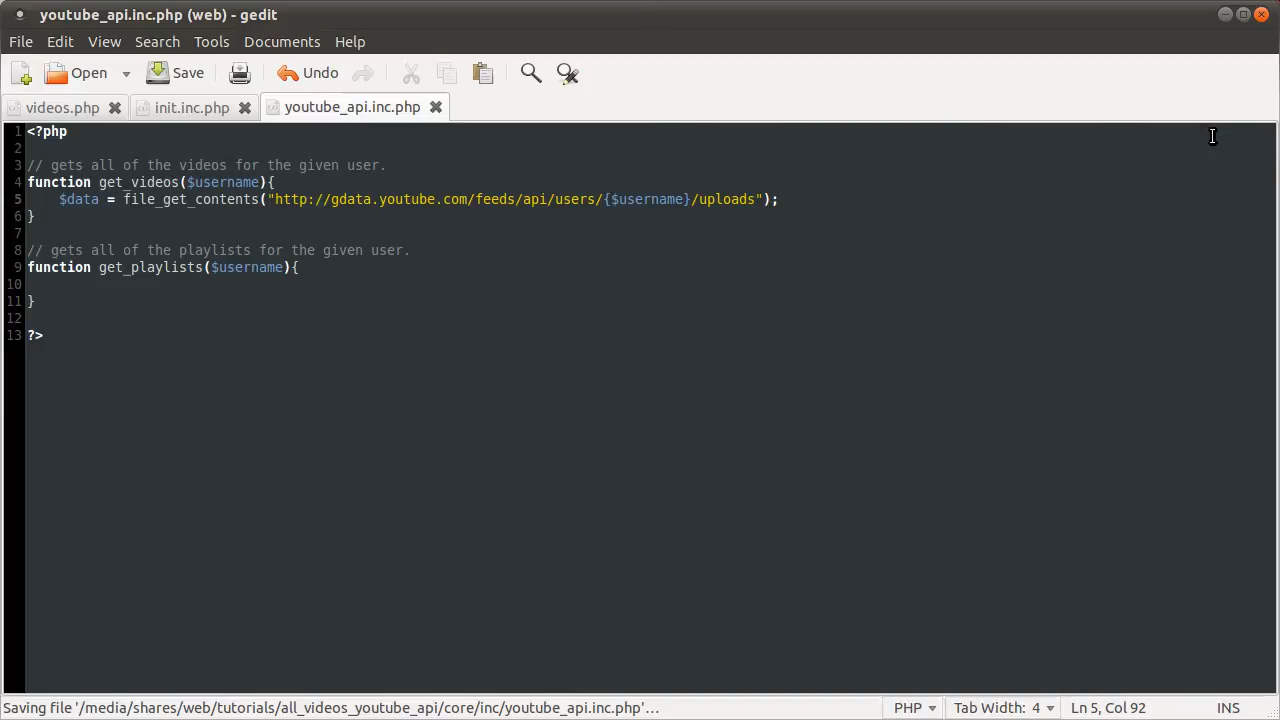 youtube_api.inc.php (web) - gedit
File Edit View Search Tools Documents Help
Open Save Undo
videos.php init.inc.php youtube_api.inc.php
1 <?php
2
3 // gets all of the videos for the given user.
4 function get_videos($username){
5     $data = file_get_contents("http://gdata.youtube.com/feeds/api/users/{$username}/uploads");
6 }
7
8 // gets all of the playlists for the given user.
9 function get_playlists($username){
10
11 }
12
13 ?>
Saving file '/media/shares/web/tutorials/all_videos_youtube_api/core/inc/youtube_api.inc.php'… PHP Tab Width: 4 Ln 5, Col 92 INS